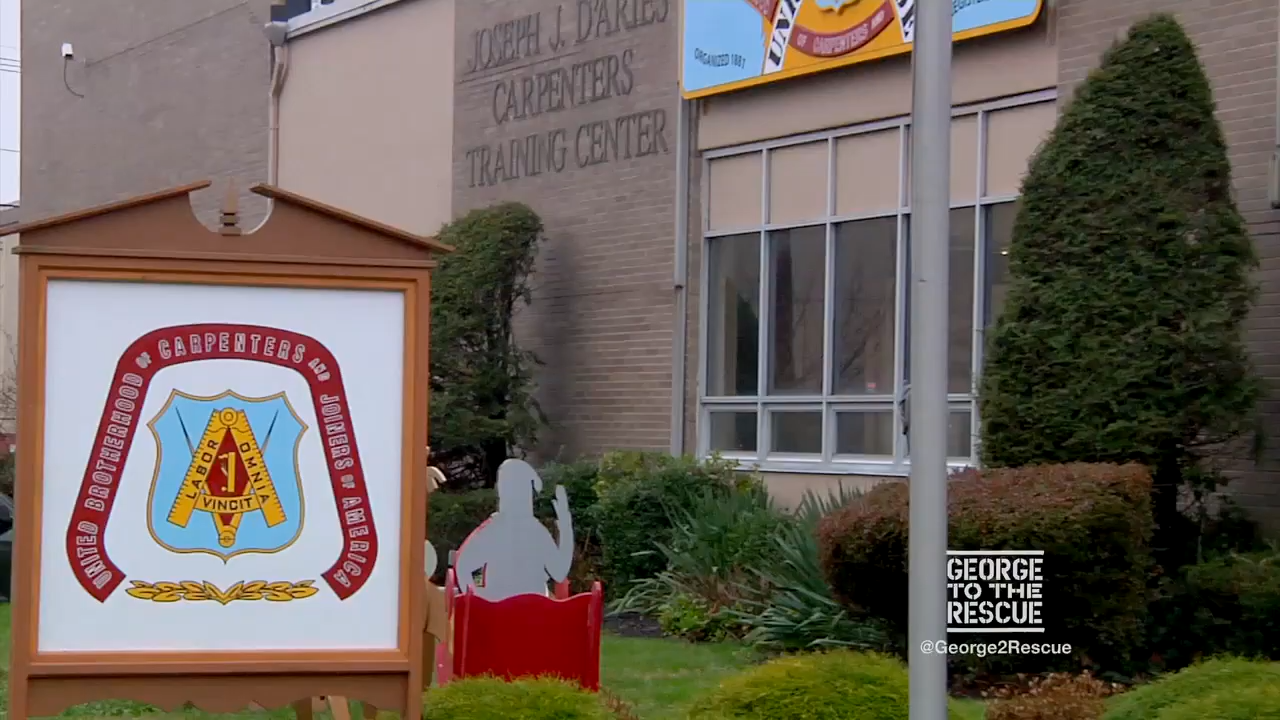 JOSEPH J. D'ARIES
CARPENTERS
TRAINING CENTER
ORGANIZED 1881
OF CARPENTERS AND
UNITED BROTHERHOOD OF CARPENTERS AND JOINERS OF AMERICA
LABOR OMNIA
VINCIT
GEORGE
TO THE
RESCUE
@George2Rescue